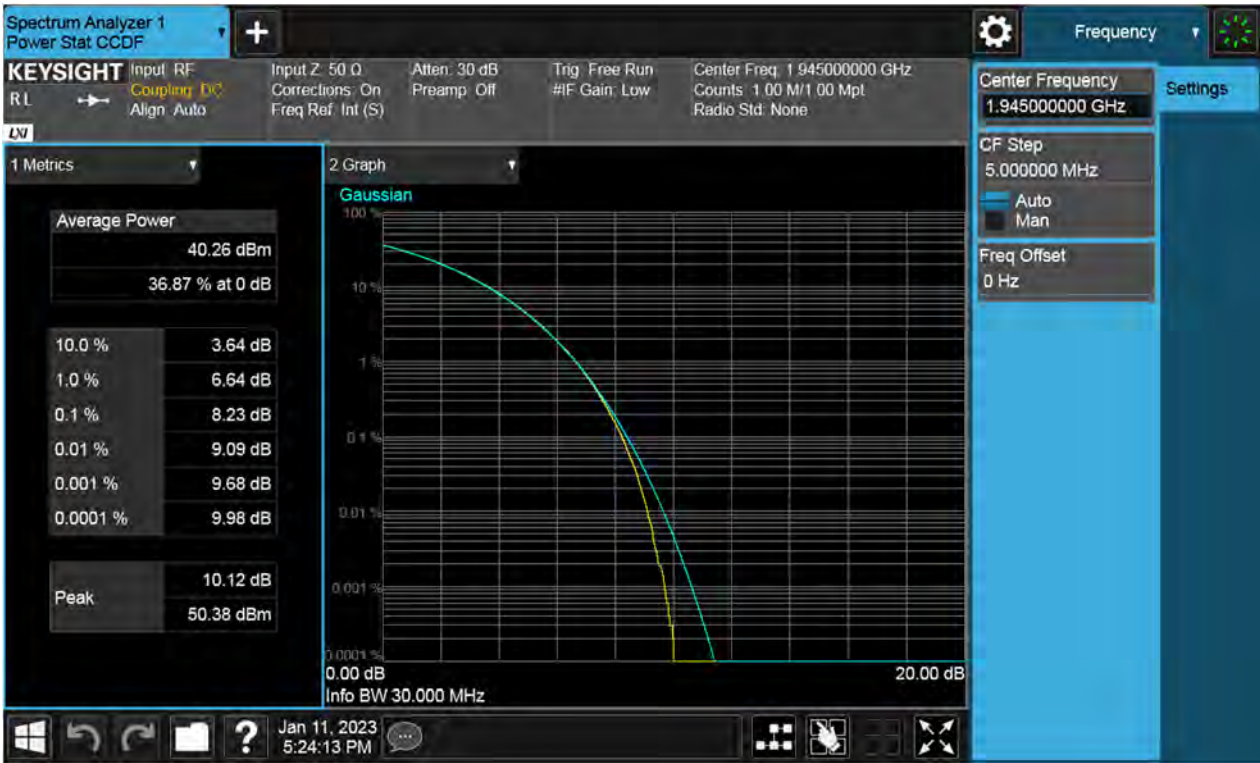 Spectrum Analyzer 1
Power Stat CCDF
+
Frequency
KEYSIGHT
RL
LXI
Input: RF
Coupling: DC
Align: Auto
Input Z: 50 Ω
Corrections: On
Freq Ref: Int (S)
Atten: 30 dB
Preamp: Off
Trig: Free Run
#IF Gain: Low
Center Freq: 1.945000000 GHz
Counts: 1.00 M/1.00 Mpt
Radio Std: None
Center Frequency
1.945000000 GHz
Settings
CF Step
5.000000 MHz
Auto
Man
Freq Offset
0 Hz
1 Metrics
Average Power
40.26 dBm
36.87 % at 0 dB
10.0 % 3.64 dB
1.0 % 6.64 dB
0.1 % 8.23 dB
0.01 % 9.09 dB
0.001 % 9.68 dB
0.0001 % 9.98 dB
Peak
10.12 dB
50.38 dBm
2 Graph
Gaussian
100 %
10 %
1 %
0.1 %
0.01 %
0.001 %
0.0001 %
0.00 dB 20.00 dB
Info BW 30.000 MHz
?
Jan 11, 2023
5:24:13 PM